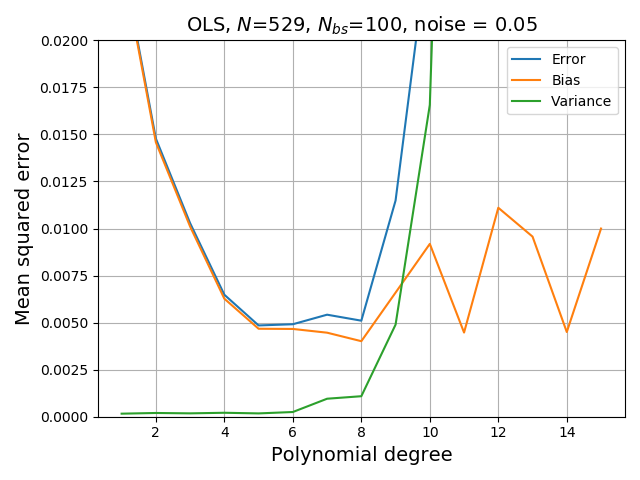 OLS, N=529, N_bs=100, noise = 0.05
Error
Bias
Variance
0.0200
0.0175
0.0150
0.0125
0.0100
0.0075
0.0050
0.0025
0.0000
Mean squared error
2 4 6 8 10 12 14
Polynomial degree